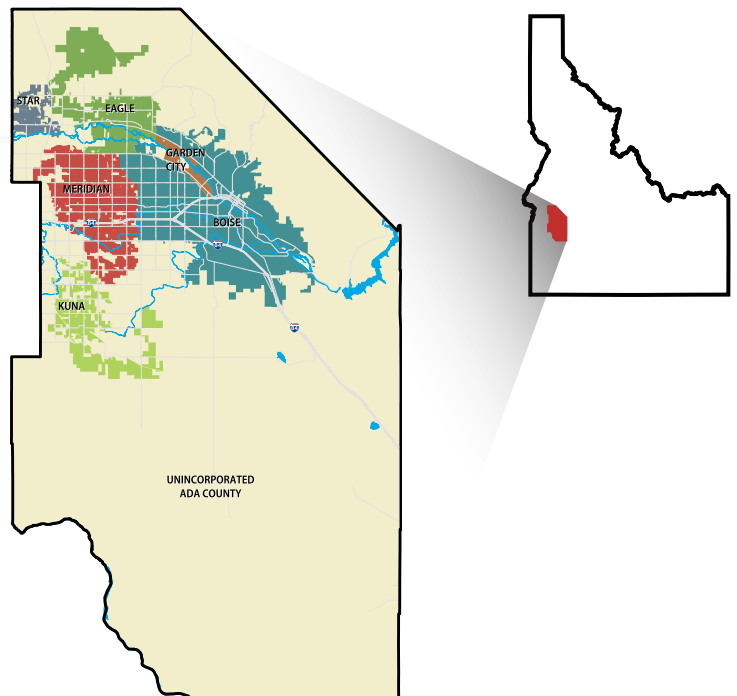 STAR
EAGLE
GARDEN
CITY
MERIDIAN
BOISE
KUNA
UNINCORPORATED
ADA COUNTY